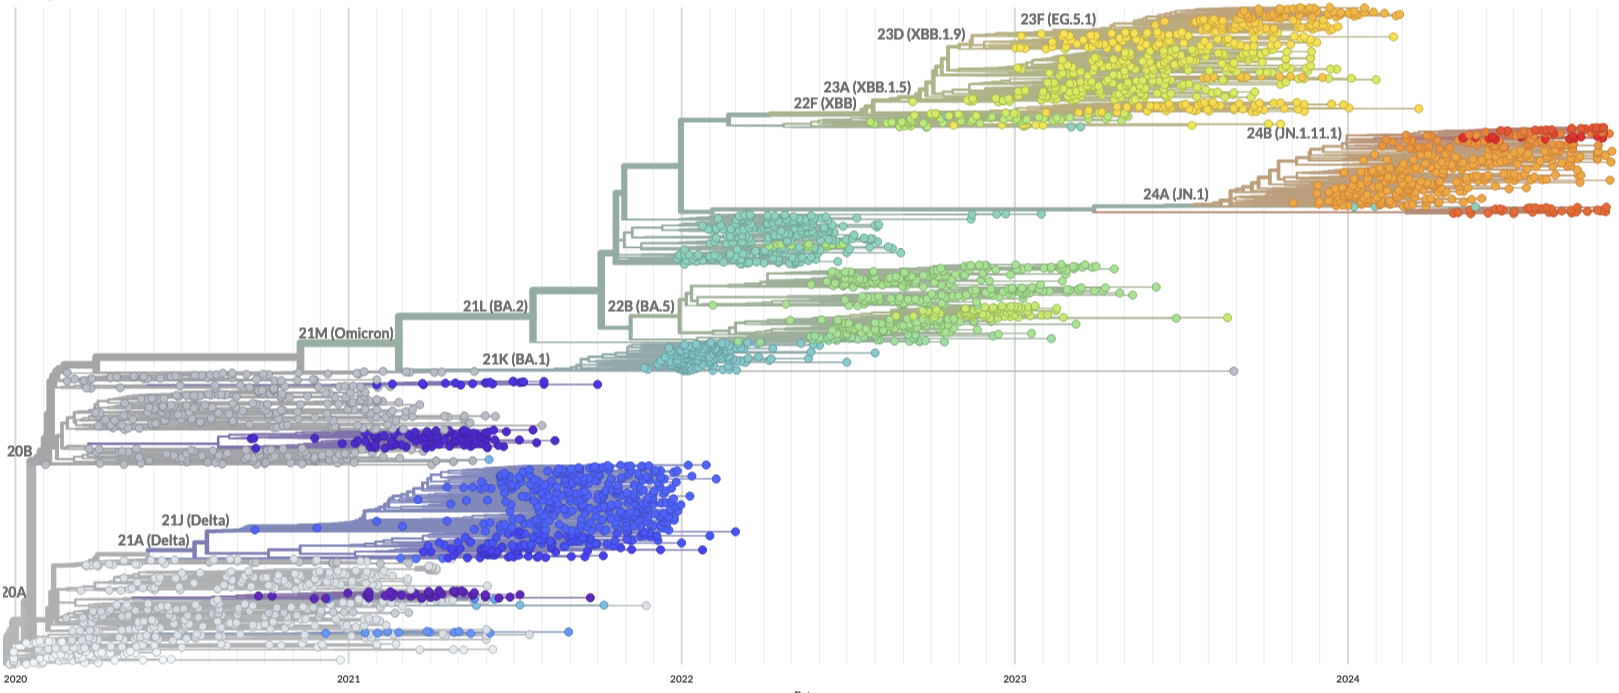 23F (EG.5.1)
23D (XBB.1.9)
23A (XBB.1.5)
22F (XBB)
24B (JN.1.11.1)
24A (JN.1)
21L (BA.2)
22B (BA.5)
21M (Omicron)
21K (BA.1)
20B
21J (Delta)
21A (Delta)
20A
2020
2021
2022
2023
2024